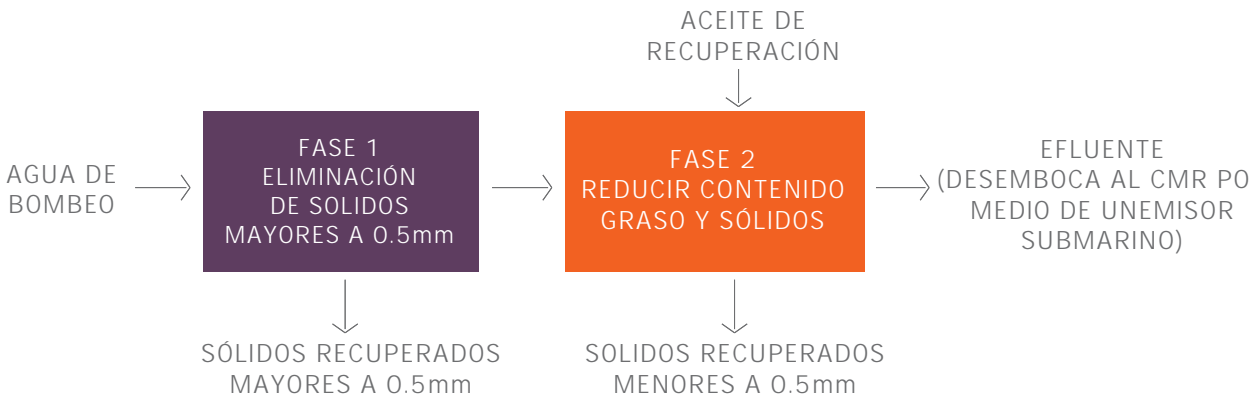 ACEITE DE
RECUPERACIÓN
AGUA DE
BOMBEO
FASE 1
ELIMINACIÓN
DE SOLIDOS
MAYORES A 0.5mm
FASE 2
REDUCIR CONTENIDO
GRASO Y SÓLIDOS
EFLUENTE
(DESEMBOCA AL CMR PO
MEDIO DE UNEMISOR
SUBMARINO)
SÓLIDOS RECUPERADOS
MAYORES A 0.5mm
SOLIDOS RECUPERADOS
MENORES A 0.5mm